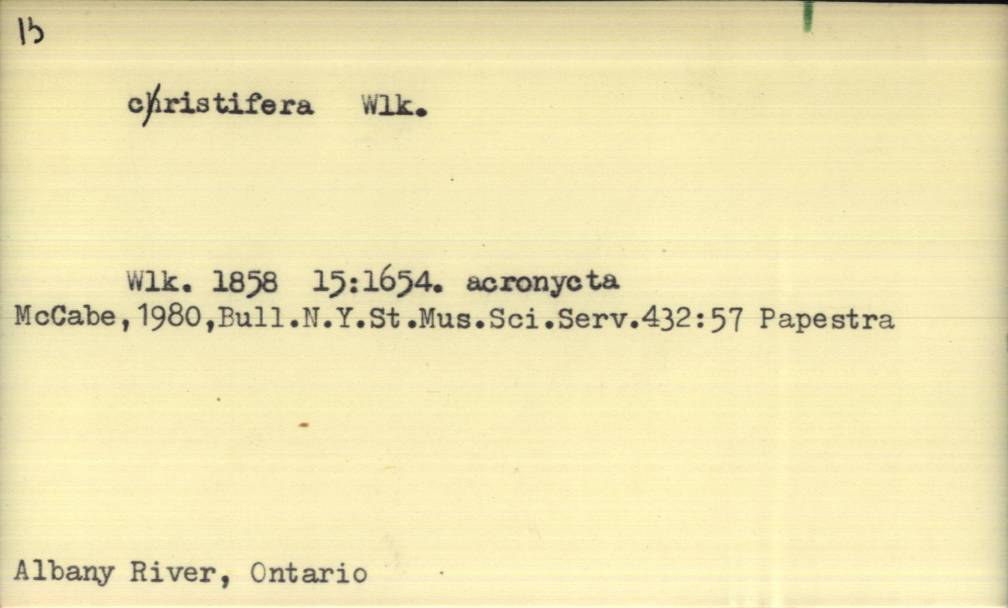 13
christifera Wlk.
Wlk. 1858 15:1654. acronycta
McCabe,1980,Bull.N.Y.St.Mus.Sci.Serv.432:57 Papestra
Albany River, Ontario